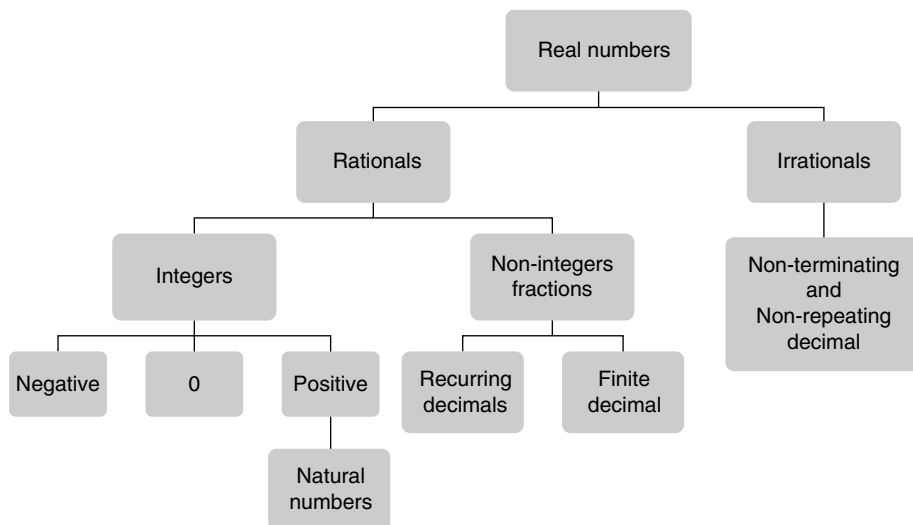 Real numbers
Rationals
Irrationals
Integers
Non-integers
fractions
Non-terminating
and
Non-repeating
decimal
Negative
0
Positive
Recurring
decimals
Finite
decimal
Natural
numbers